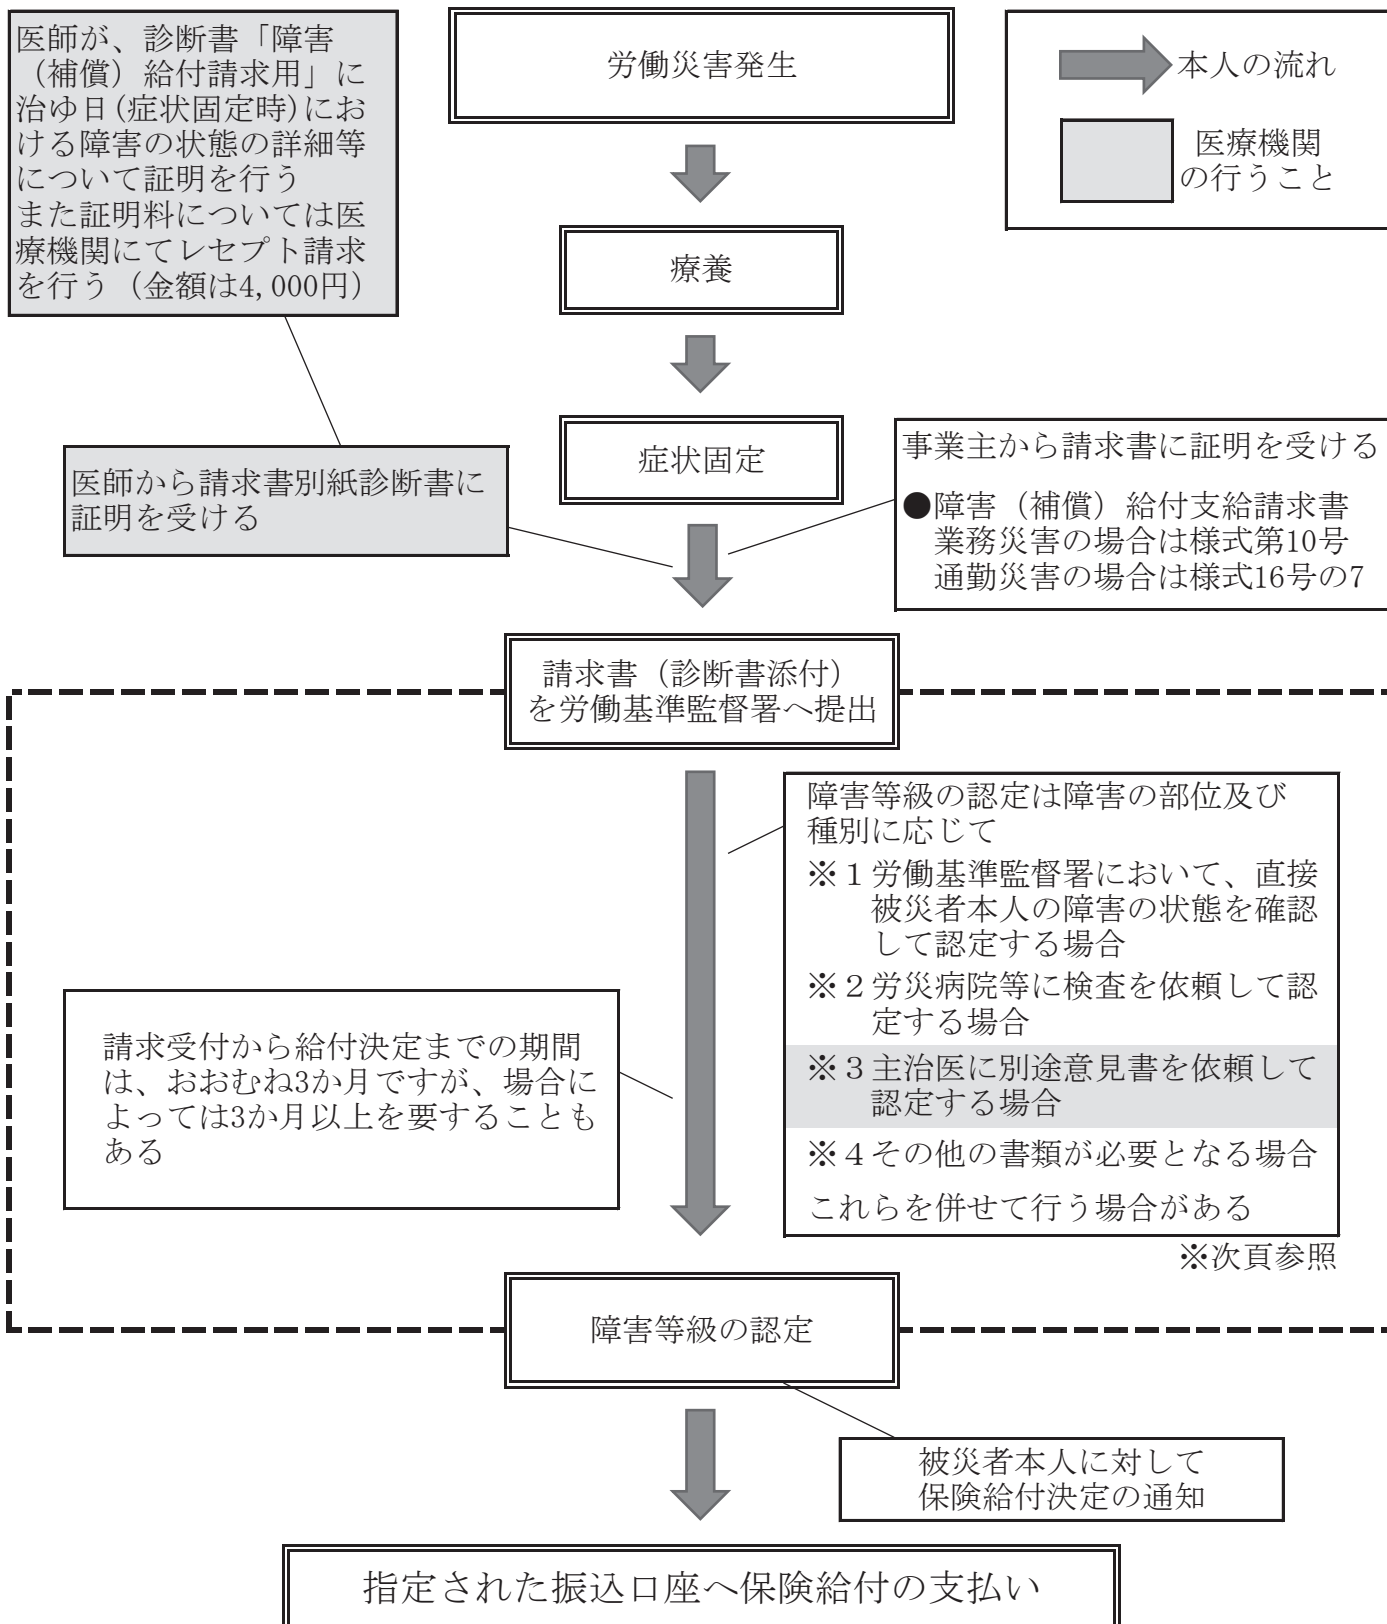 医師が、診断書「障害
（補償）給付請求用」に
治ゆ日(症状固定時)にお
ける障害の状態の詳細等
について証明を行う
また証明料については医
療機関にてレセプト請求
を行う（金額は4,000円）
労働災害発生
本人の流れ
医療機関
の行うこと
療養
症状固定
医師から請求書別紙診断書に
証明を受ける
事業主から請求書に証明を受ける
●障害（補償）給付支給請求書
業務災害の場合は様式第10号
通勤災害の場合は様式16号の7
請求書（診断書添付）
を労働基準監督署へ提出
障害等級の認定は障害の部位及び
種別に応じて
※１労働基準監督署において、直接
被災者本人の障害の状態を確認
して認定する場合
※２労災病院等に検査を依頼して認
定する場合
※３主治医に別途意見書を依頼して
認定する場合
※４その他の書類が必要となる場合
これらを併せて行う場合がある
※次頁参照
請求受付から給付決定までの期間
は、おおむね3か月ですが、場合に
よっては3か月以上を要することも
ある
障害等級の認定
被災者本人に対して
保険給付決定の通知
指定された振込口座へ保険給付の支払い